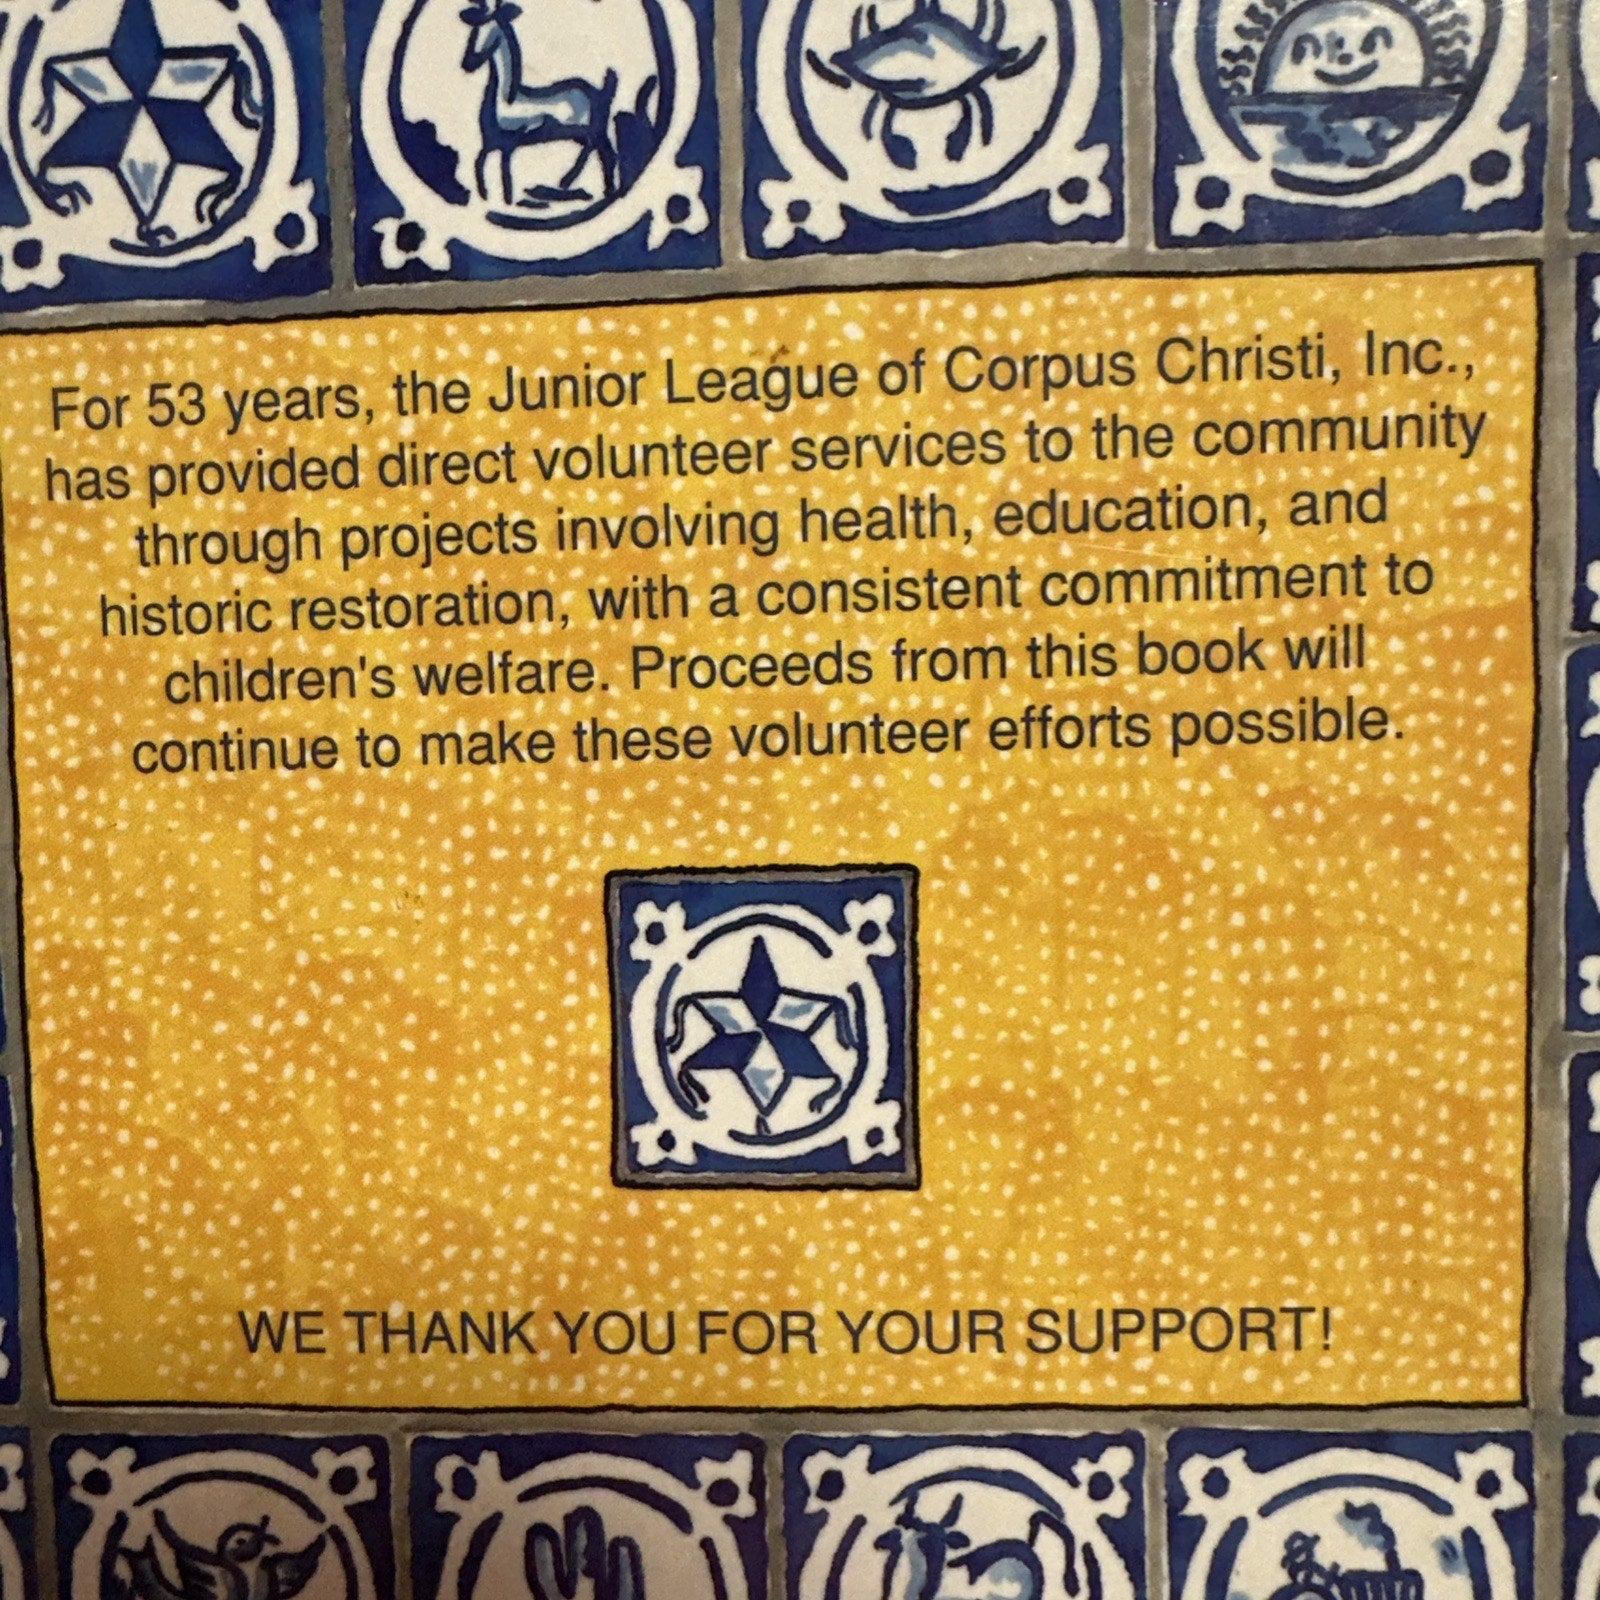 For 53 years, the Junior League of Corpus Christi, Inc.,
has provided direct volunteer services to the community
through projects involving health, education, and
historic restoration, with a consistent commitment to
children's welfare. Proceeds from this book will
continue to make these volunteer efforts possible.
WE THANK YOU FOR YOUR SUPPORT!